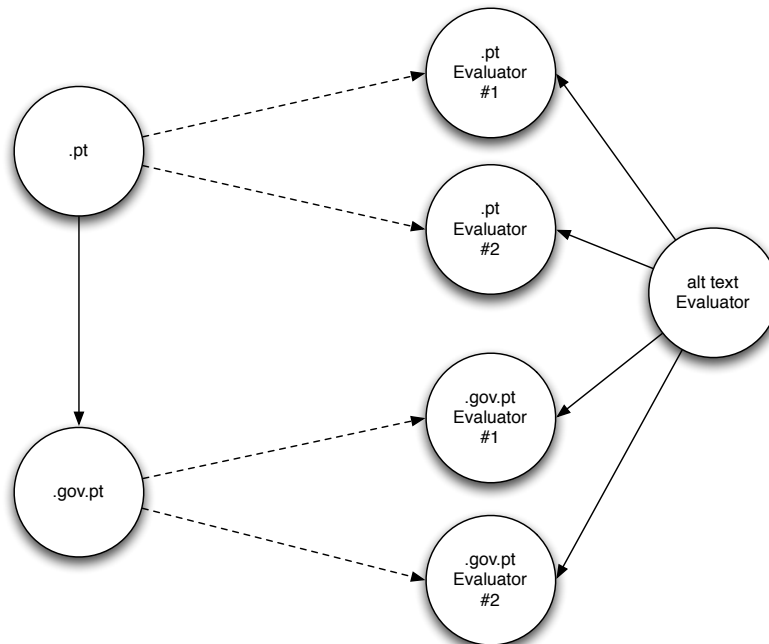 .pt
Evaluator
#1
.pt
.pt
Evaluator
#2
alt text
Evaluator
.gov.pt
Evaluator
#1
.gov.pt
.gov.pt
Evaluator
#2